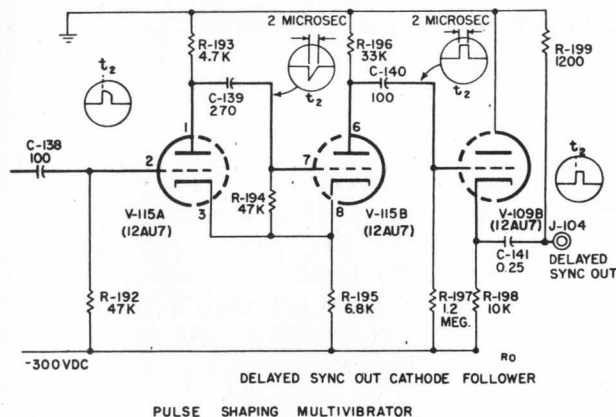 2 MICROSEC
2 MICROSEC
R-193
4.7K
R-196
33K
R-199
1200
C-140
100
t2
C-139
270
t2
t2
t2
C-138
100
1
6
2
7
3
8
R-194
47K
V-115A
(12AU7)
V-115B
(12AU7)
V-109B
(12AU7)
J-104
DELAYED
SYNC OUT
C-141
0.25
R-192
47K
R-195
6.8K
R-197
1.2
MEG.
R-198
10K
-300VDC
Ro
DELAYED SYNC OUT CATHODE FOLLOWER
PULSE SHAPING MULTIVIBRATOR